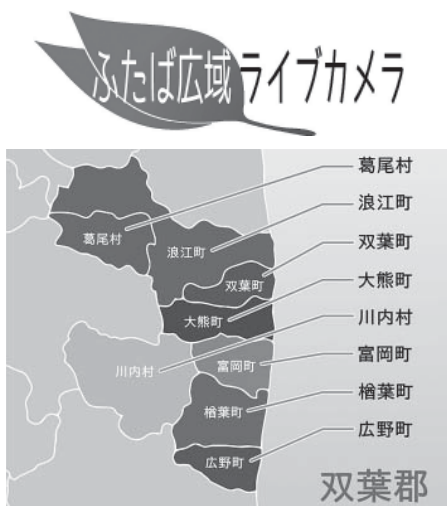 ふたば広域ライブカメラ
葛尾村
浪江町
双葉町
大熊町
川内村
富岡町
楢葉町
広野町
葛尾村
浪江町
双葉町
大熊町
川内村
富岡町
楢葉町
広野町
双葉郡